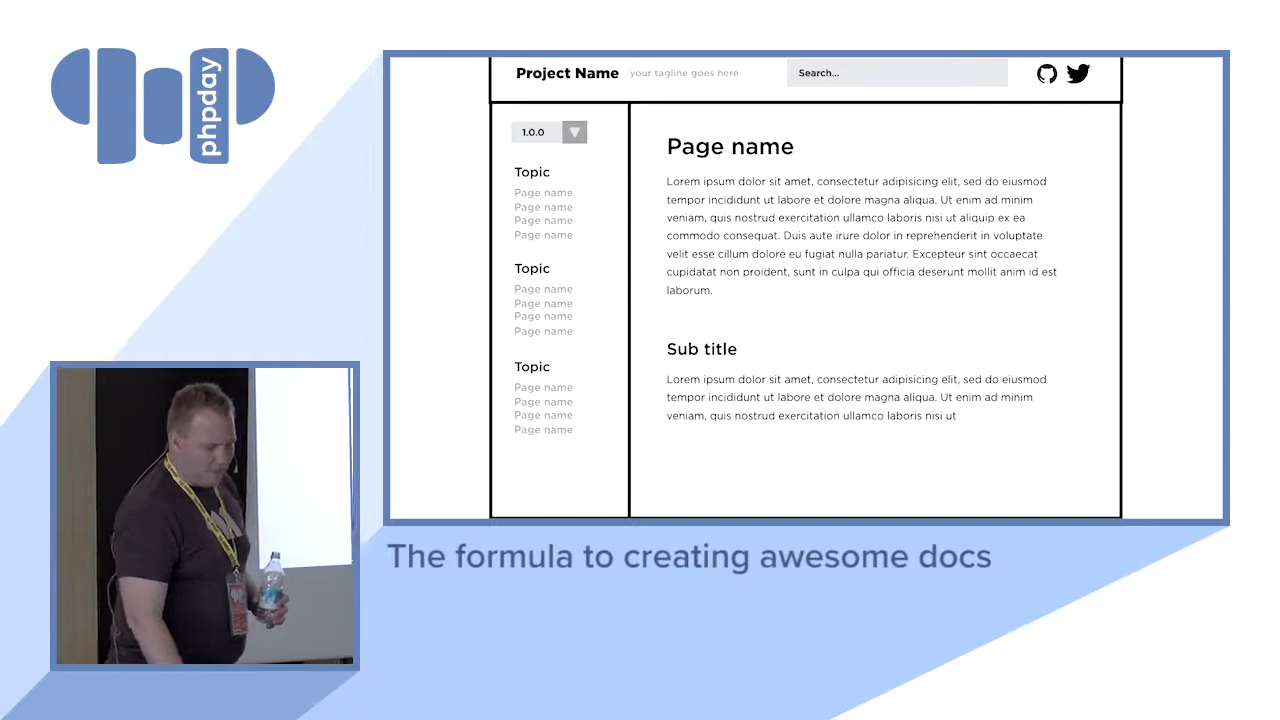 phpday
Project Name your tagline goes here Search...
1.0.0
Topic
Page name
Page name
Page name
Page name
Topic
Page name
Page name
Page name
Page name
Topic
Page name
Page name
Page name
Page name
Page name
Lorem ipsum dolor sit amet, consectetur adipisicing elit, sed do eiusmod
tempor incididunt ut labore et dolore magna aliqua. Ut enim ad minim
veniam, quis nostrud exercitation ullamco laboris nisi ut aliquip ex ea
commodo consequat. Duis aute irure dolor in reprehenderit in voluptate
velit esse cillum dolore eu fugiat nulla pariatur. Excepteur sint occaecat
cupidatat non proident, sunt in culpa qui officia deserunt mollit anim id est
laborum.
Sub title
Lorem ipsum dolor sit amet, consectetur adipisicing elit, sed do eiusmod
tempor incididunt ut labore et dolore magna aliqua. Ut enim ad minim
veniam, quis nostrud exercitation ullamco laboris nisi ut
The formula to creating awesome docs